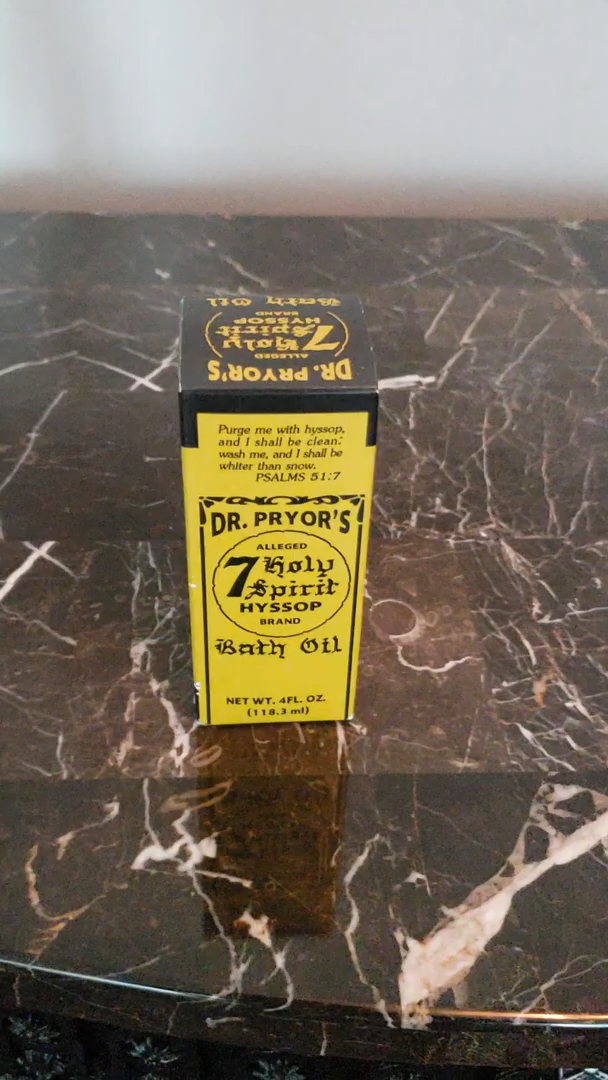 DR. PRYOR'S
ALLEGED
7 Holy
Spirit
HYSSOP
BRAND
Bath Oil
Purge me with hyssop,
and I shall be clean:
wash me, and I shall be
whiter than snow.
PSALMS 51:7
DR. PRYOR'S
ALLEGED
7 Holy
Spirit
HYSSOP
BRAND
Bath Oil
NET WT. 4FL. OZ.
(118.3 ml)